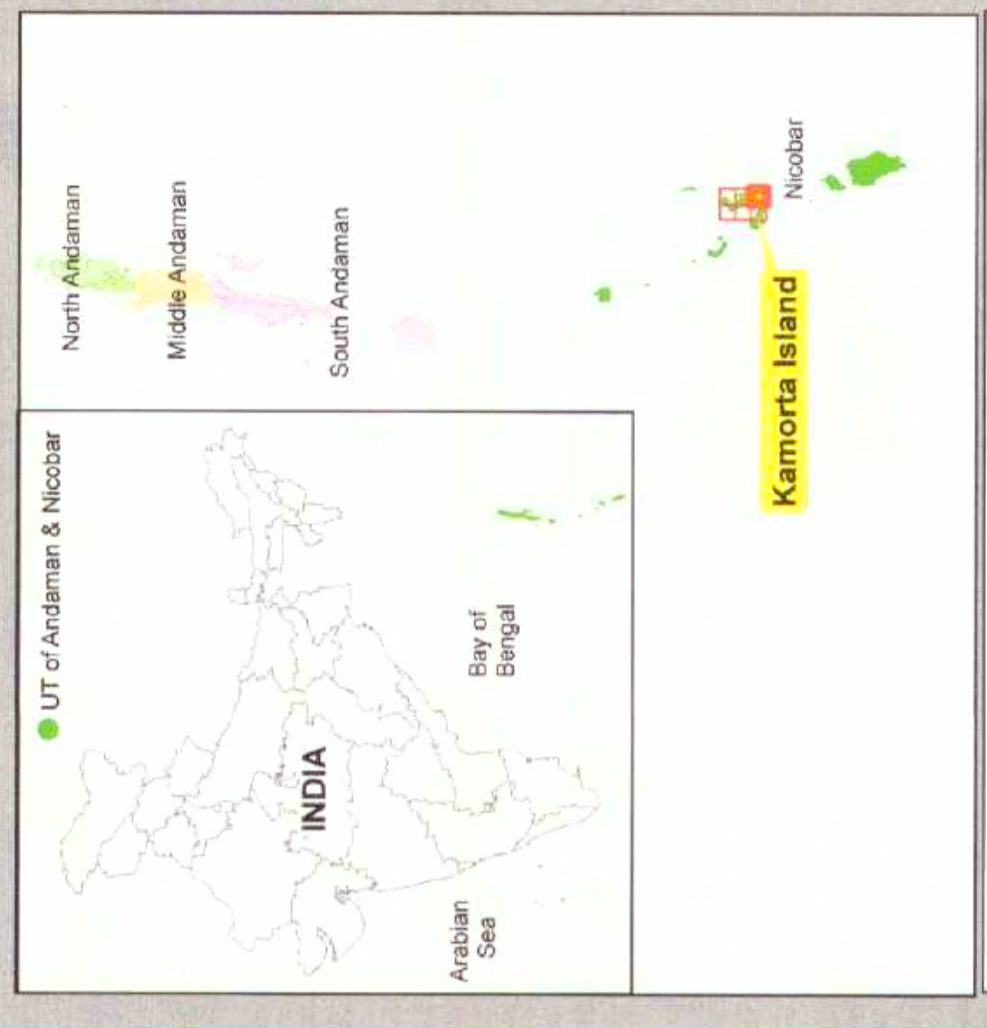 UT of Andaman & Nicobar
INDIA
Arabian
Sea
Bay of
Bengal
North Andaman
Middle Andaman
South Andaman
Nicobar
Kamorta Island